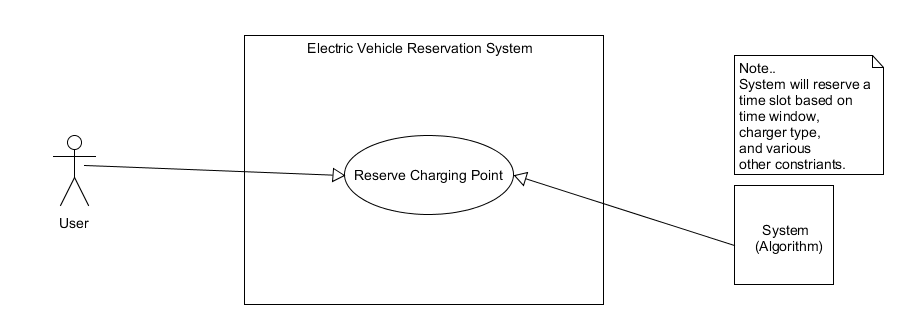 Electric Vehicle Reservation System
Note..
System will reserve a
time slot based on
time window,
charger type,
and various
other constriants.
Reserve Charging Point
User
System
(Algorithm)